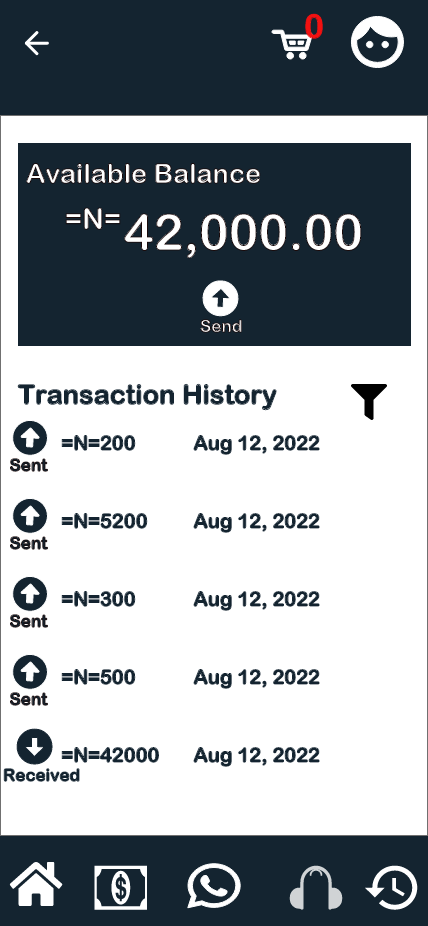 0
Available Balance
=N=42,000.00
Send
Transaction History
=N=200 Aug 12, 2022
Sent
=N=5200 Aug 12, 2022
Sent
=N=300 Aug 12, 2022
Sent
=N=500 Aug 12, 2022
Sent
=N=42000 Aug 12, 2022
Received
$